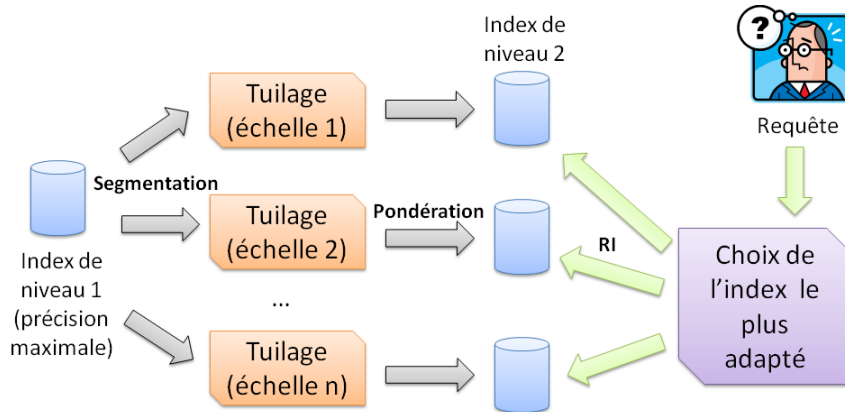 Index de
niveau 2
?
Tuilage
(échelle 1)
Requête
Segmentation
Tuilage
(échelle 2)
Pondération
RI
Index de
niveau 1
(précision
maximale)
...
Choix de
l'index le
plus
adapté
Tuilage
(échelle n)